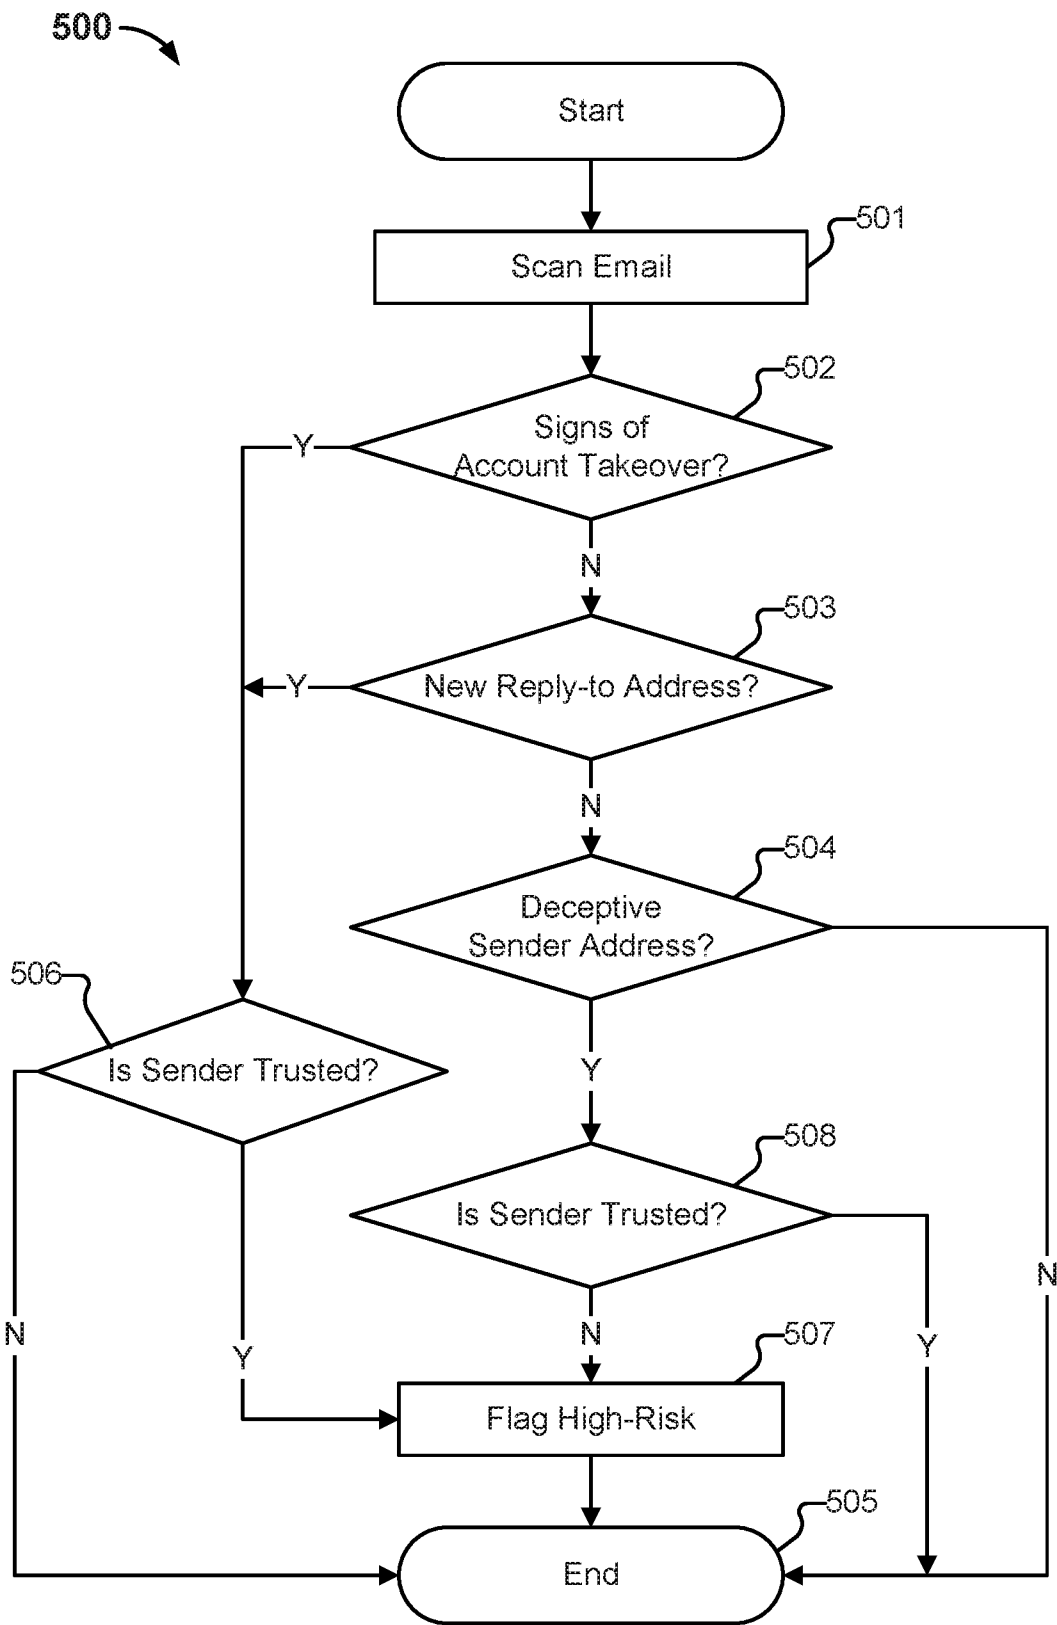 500
Start
501
Scan Email
502
Signs of
Account Takeover?
Y
N
503
New Reply-to Address?
Y
N
504
Deceptive
Sender Address?
506
Is Sender Trusted?
Y
508
Is Sender Trusted?
N
N
N
507
Y
Y
Flag High-Risk
505
End